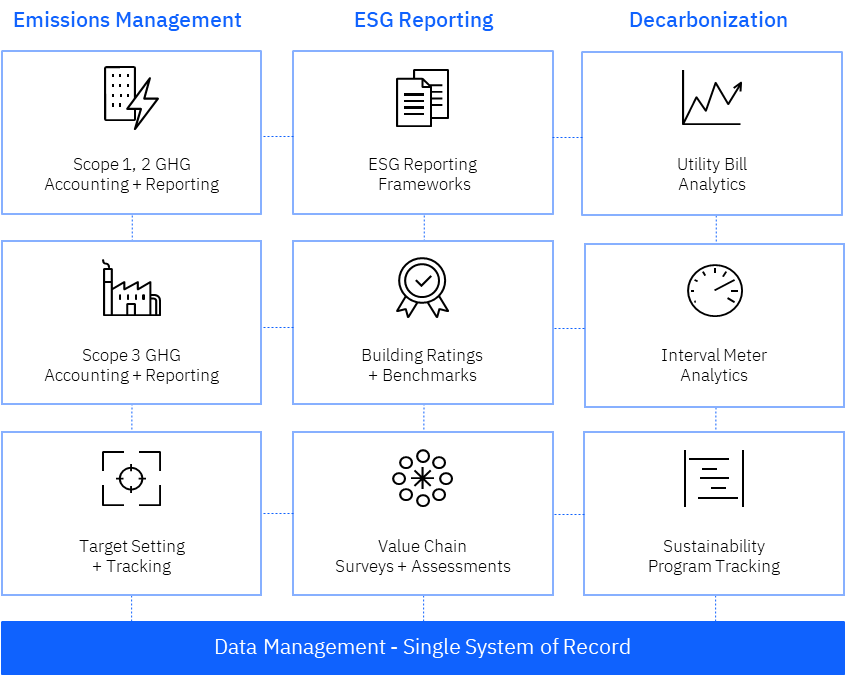 Emissions Management
ESG Reporting
Decarbonization
Scope 1, 2 GHG
Accounting + Reporting
ESG Reporting
Frameworks
Utility Bill
Analytics
Scope 3 GHG
Accounting + Reporting
Building Ratings
+ Benchmarks
Interval Meter
Analytics
Target Setting
+ Tracking
Value Chain
Surveys + Assessments
Sustainability
Program Tracking
Data Management - Single System of Record